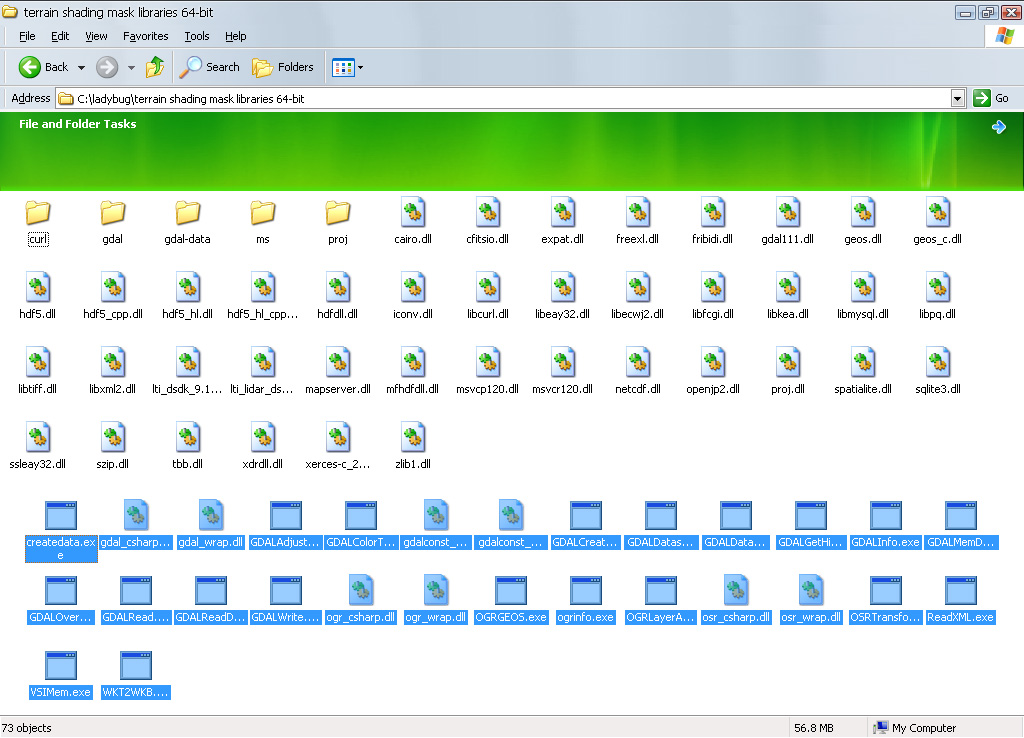 terrain shading mask libraries 64-bit
File Edit View Favorites Tools Help
Back Search Folders
Address C:\ladybug\terrain shading mask libraries 64-bit Go
File and Folder Tasks
curl gdal gdal-data ms proj cairo.dll cfitsio.dll expat.dll freexl.dll fribidi.dll gdal111.dll geos.dll geos_c.dll
hdf5.dll hdf5_cpp.dll hdf5_hl.dll hdf5_hl_cpp... hdfdll.dll iconv.dll libcurl.dll libeay32.dll libecwj2.dll libfcgi.dll libkea.dll libmysql.dll libpq.dll
libtiff.dll libxml2.dll lti_dsdk_9.1... lti_lidar_ds... mapserver.dll mfhdfdll.dll msvcp120.dll msvcr120.dll netcdf.dll openjp2.dll proj.dll spatialite.dll sqlite3.dll
ssleay32.dll szip.dll tbb.dll xdrdll.dll xerces-c_2... zlib1.dll
createdata.ex gdal_csharp... gdal_wrap.dll GDALAdjust... GDALColorT... gdalconst_... gdalconst_... GDALCreat... GDALDatas... GDALData... GDALGetHi... GDALInfo.exe GDALMemD...
e
GDALOver... GDALRead... GDALReadD... GDALWrite... ogr_csharp.dll ogr_wrap.dll OGRGEOS.exe ogrinfo.exe OGRLayerA... osr_csharp.dll osr_wrap.dll OSRTransfo... ReadXML.exe
VSIMem.exe WKT2WKB....
73 objects 56.8 MB My Computer